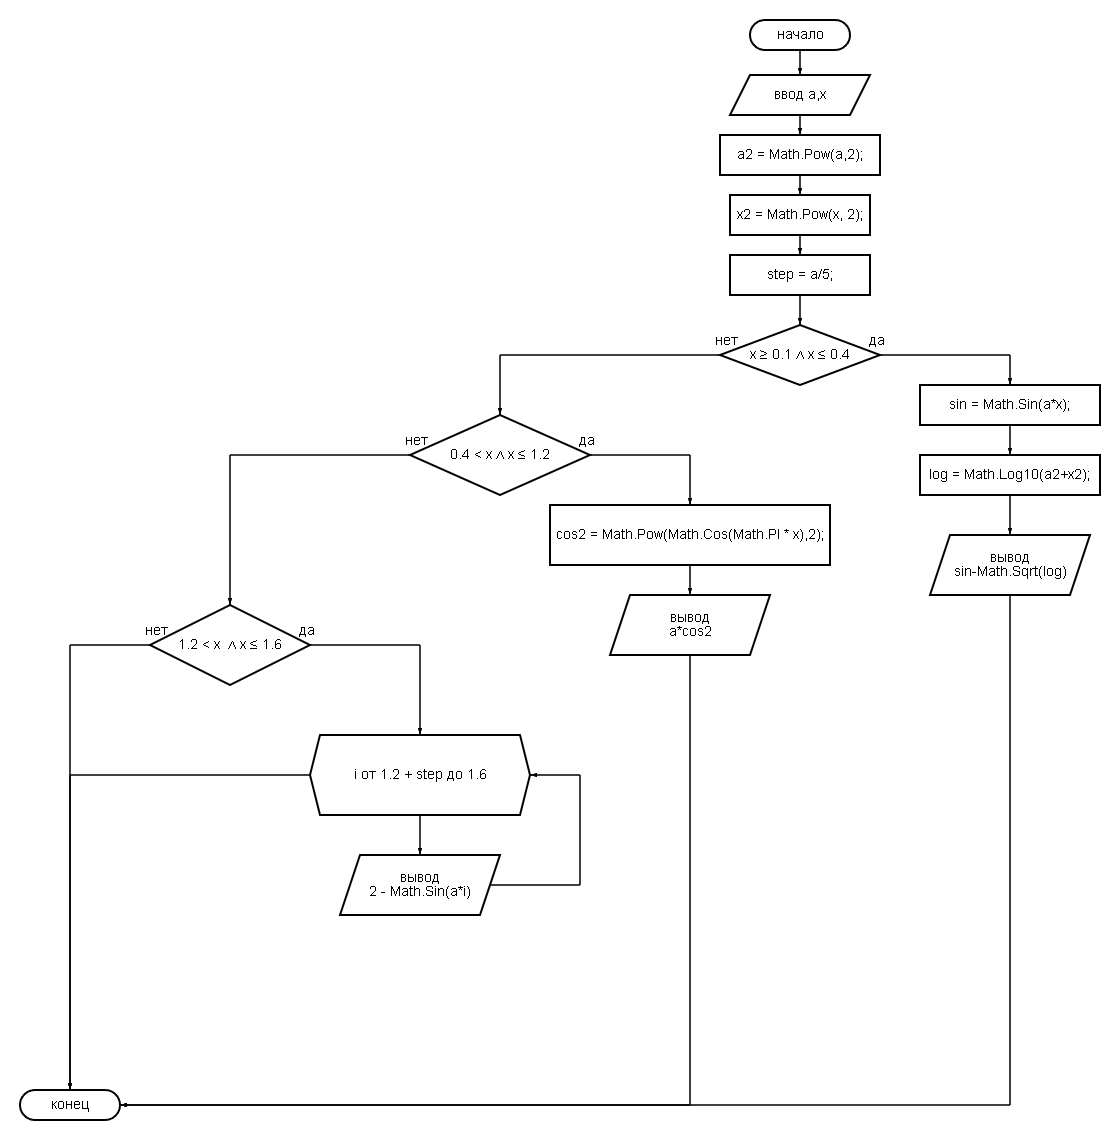 начало
ввод a,x
a2 = Math.Pow(a,2);
x2 = Math.Pow(x, 2);
step = a/5;
нет
x ≥ 0.1 ∧ x ≤ 0.4
да
sin = Math.Sin(a*x);
log = Math.Log10(a2+x2);
вывод
sin-Math.Sqrt(log)
нет
0.4 < x ∧ x ≤ 1.2
да
cos2 = Math.Pow(Math.Cos(Math.PI * x),2);
вывод
a*cos2
нет
1.2 < x ∧ x ≤ 1.6
да
i от 1.2 + step до 1.6
вывод
2 - Math.Sin(a*i)
конец